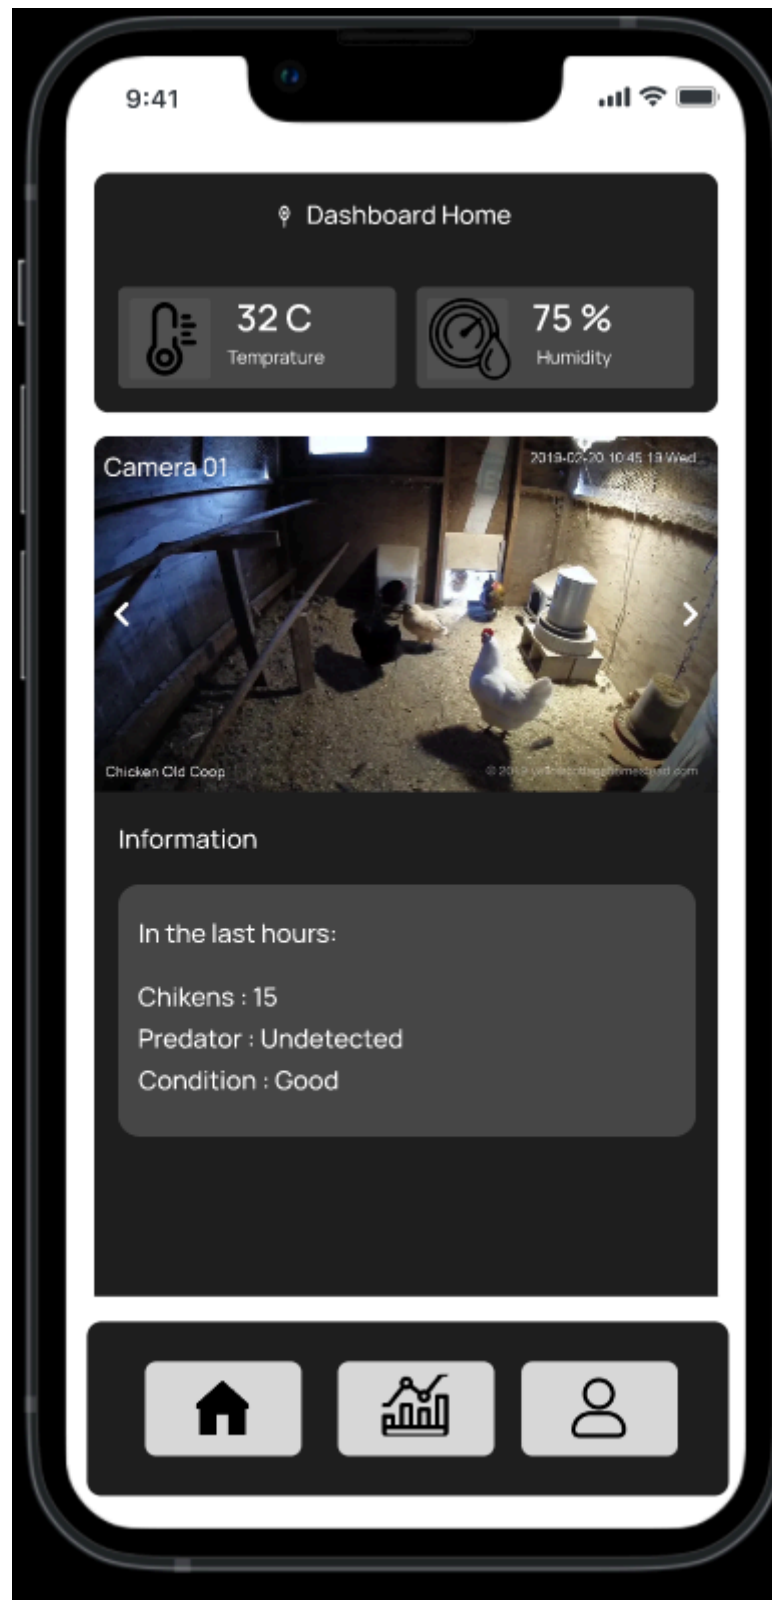 9:41
Dashboard Home
32 C
Temprature
75 %
Humidity
Camera 01
2019-02-20 10:45:19 Wed
Chicken Old Coop
© 2019
Information
In the last hours:
Chikens : 15
Predator : Undetected
Condition : Good